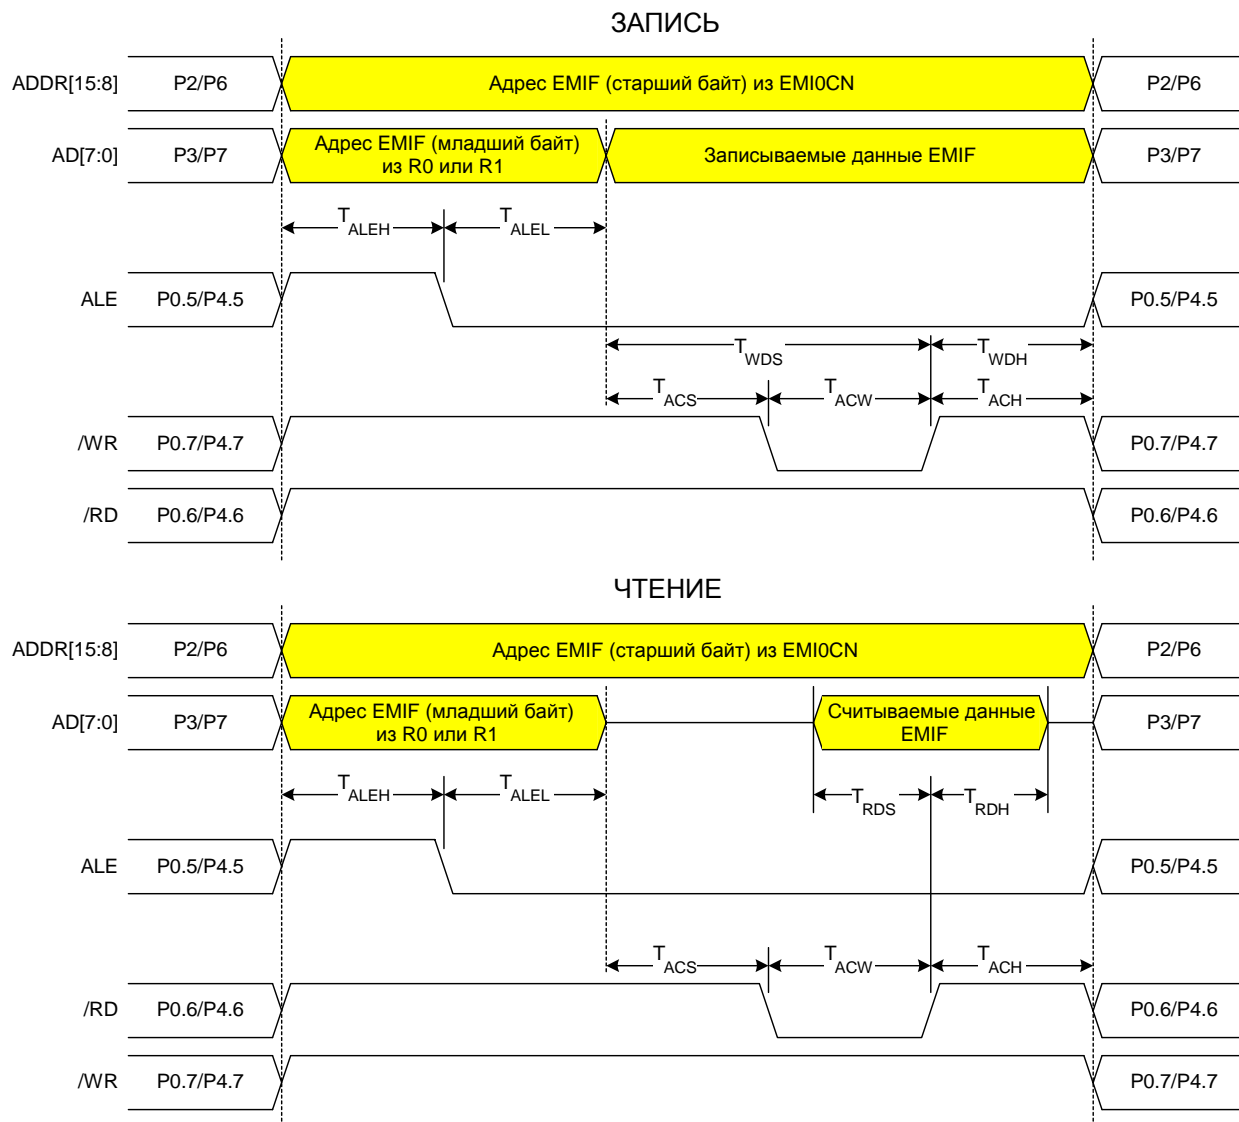 ЗАПИСЬ
ADDR[15:8] P2/P6 Адрес EMIF (старший байт) из EMI0CN P2/P6
AD[7:0] P3/P7 Адрес EMIF (младший байт) из R0 или R1 Записываемые данные EMIF P3/P7
TALEH TALEL
ALE P0.5/P4.5 P0.5/P4.5
TWDS TWDH
TACS TACW TACH
/WR P0.7/P4.7 P0.7/P4.7
/RD P0.6/P4.6 P0.6/P4.6
ЧТЕНИЕ
ADDR[15:8] P2/P6 Адрес EMIF (старший байт) из EMI0CN P2/P6
AD[7:0] P3/P7 Адрес EMIF (младший байт) из R0 или R1 Считываемые данные EMIF P3/P7
TALEH TALEL TRDS TRDH
ALE P0.5/P4.5 P0.5/P4.5
TACS TACW TACH
/RD P0.6/P4.6 P0.6/P4.6
/WR P0.7/P4.7 P0.7/P4.7